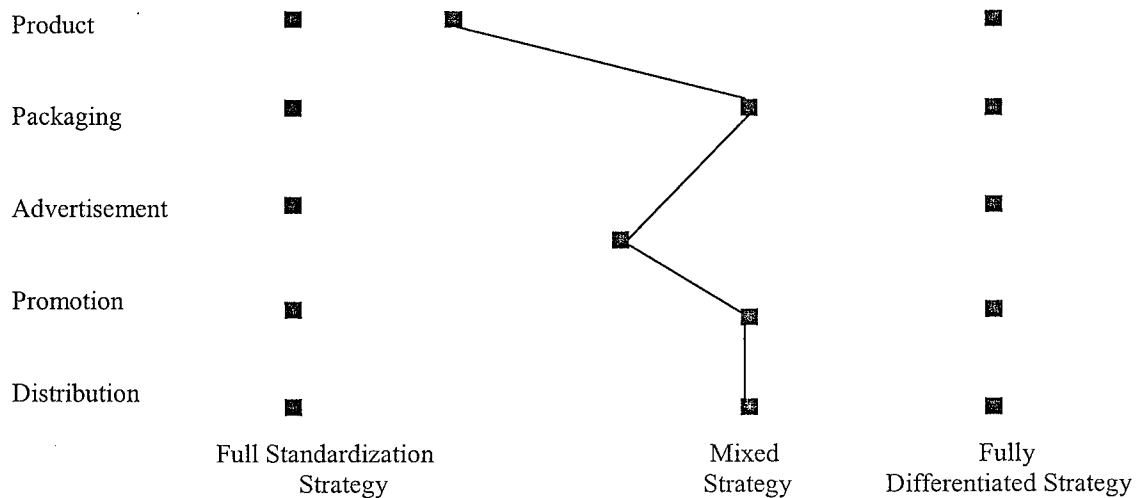 Product
Packaging
Advertisement
Promotion
Distribution
Full Standardization
Strategy
Mixed
Strategy
Fully
Differentiated Strategy